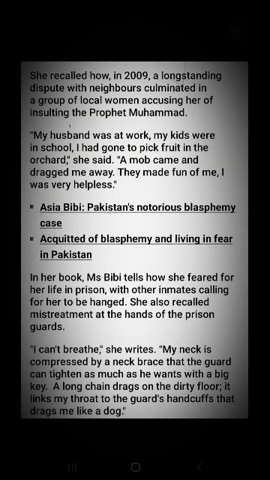 She recalled how, in 2009, a longstanding
dispute with neighbours culminated in
a group of local women accusing her of
insulting the Prophet Muhammad.
"My husband was at work, my kids were
in school, I had gone to pick fruit in the
orchard," she said. "A mob came and
dragged me away. They made fun of me, I
was very helpless."
Asia Bibi: Pakistan's notorious blasphemy
case
Acquitted of blasphemy and living in fear
in Pakistan
In her book, Ms Bibi tells how she feared for
her life in prison, with other inmates calling
for her to be hanged. She also recalled
mistreatment at the hands of the prison
guards.
"I can't breathe," she writes. "My neck is
compressed by a neck brace that the guard
can tighten as much as he wants with a big
key. A long chain drags on the dirty floor; it
links my throat to the guard's handcuffs that
drags me like a dog."